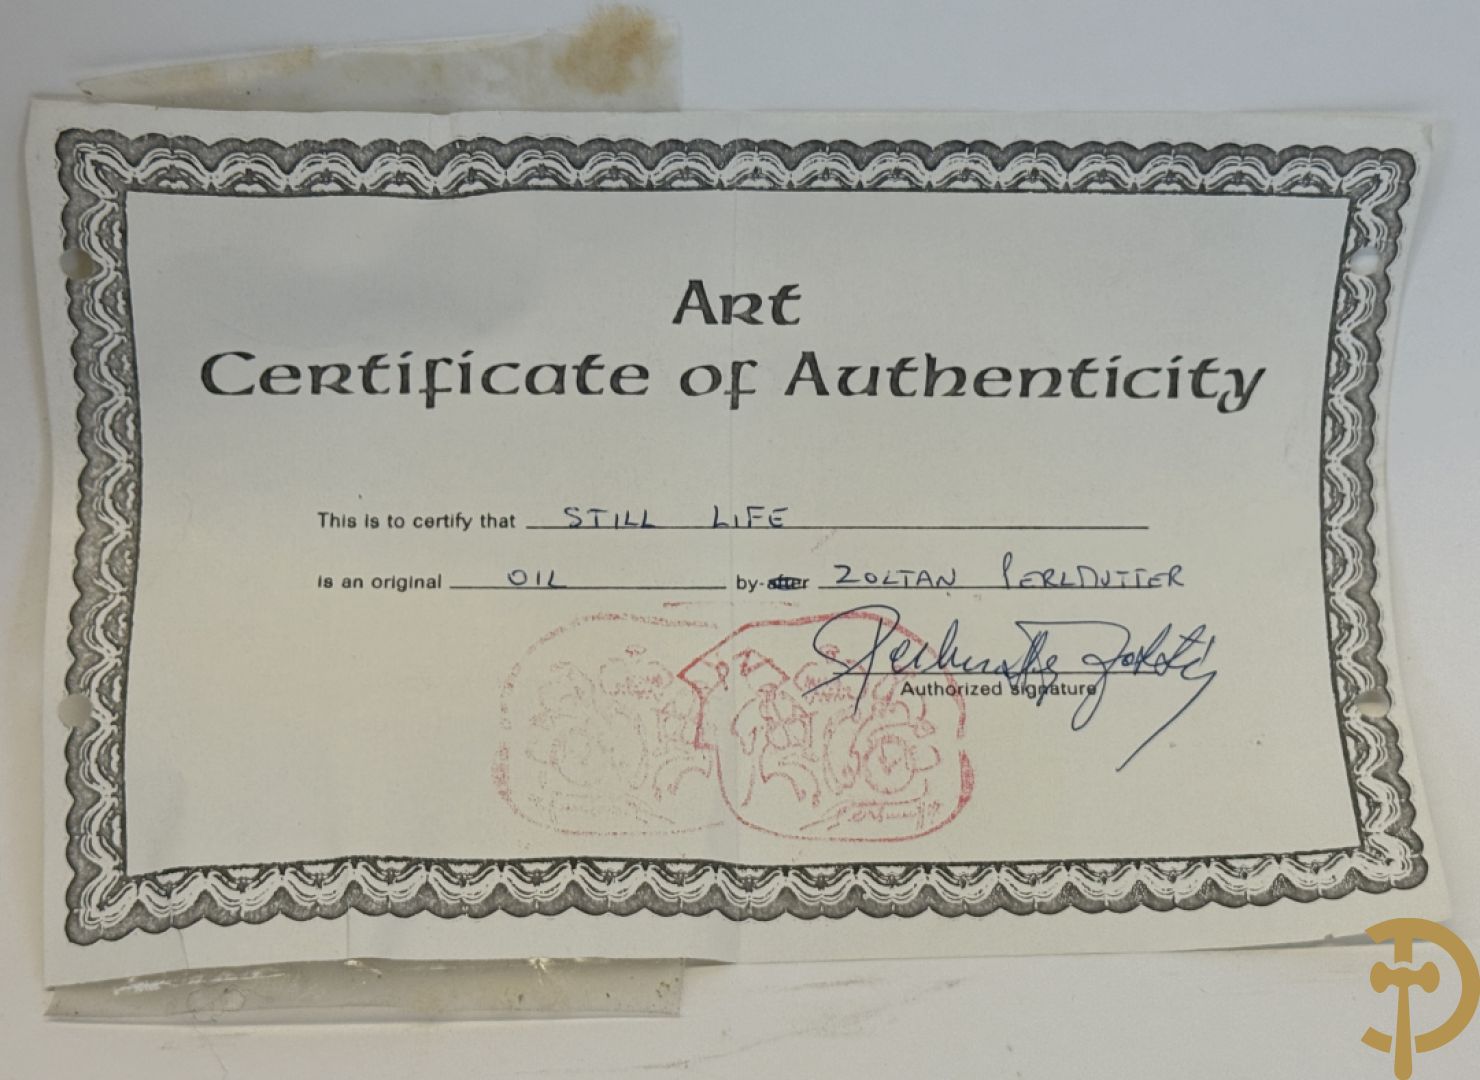 Art
Certificate of Authenticity
This is to certify that STILL LIFE
is an original OIL by-after ZOLTAN PERLMUTTER
Authorized signature